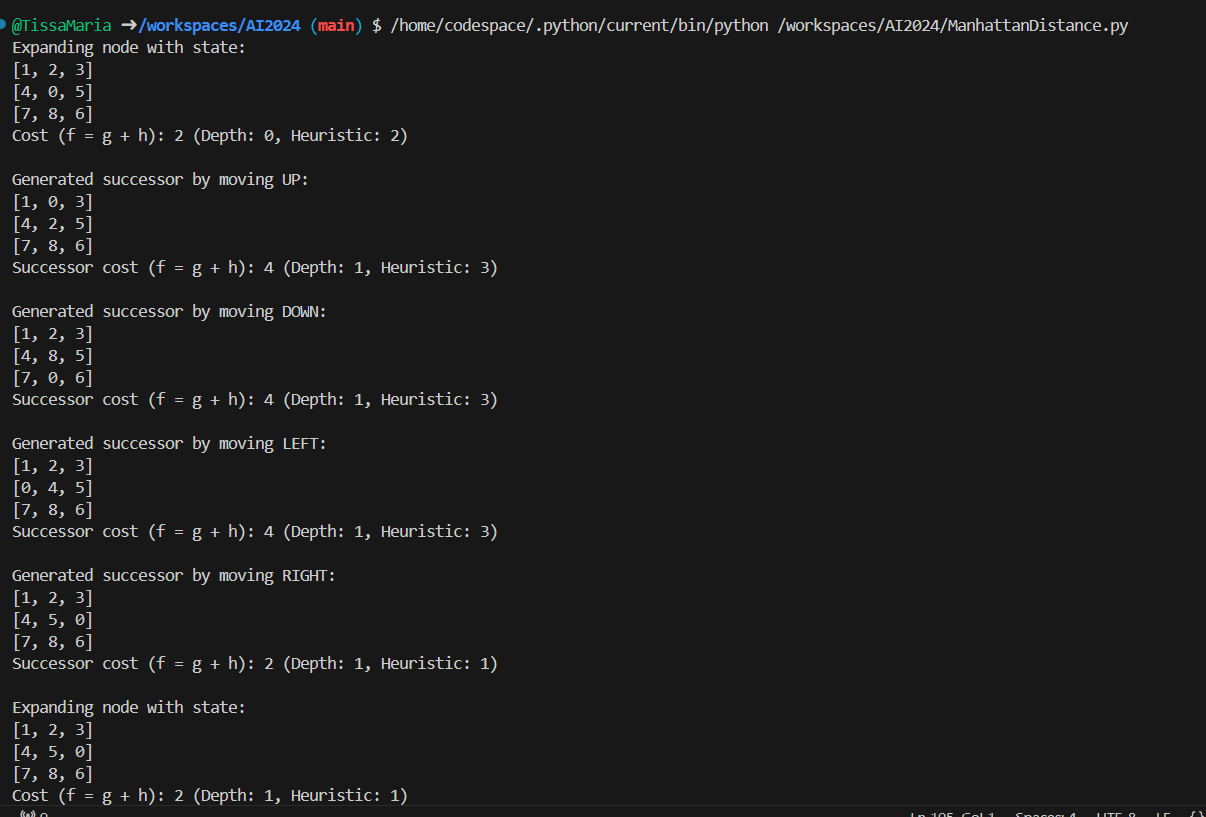 @TissaMaria ➜/workspaces/AI2024 (main) $ /home/codespace/.python/current/bin/python /workspaces/AI2024/ManhattanDistance.py
Expanding node with state:
[1, 2, 3]
[4, 0, 5]
[7, 8, 6]
Cost (f = g + h): 2 (Depth: 0, Heuristic: 2)
Generated successor by moving UP:
[1, 0, 3]
[4, 2, 5]
[7, 8, 6]
Successor cost (f = g + h): 4 (Depth: 1, Heuristic: 3)
Generated successor by moving DOWN:
[1, 2, 3]
[4, 8, 5]
[7, 0, 6]
Successor cost (f = g + h): 4 (Depth: 1, Heuristic: 3)
Generated successor by moving LEFT:
[1, 2, 3]
[0, 4, 5]
[7, 8, 6]
Successor cost (f = g + h): 4 (Depth: 1, Heuristic: 3)
Generated successor by moving RIGHT:
[1, 2, 3]
[4, 5, 0]
[7, 8, 6]
Successor cost (f = g + h): 2 (Depth: 1, Heuristic: 1)
Expanding node with state:
[1, 2, 3]
[4, 5, 0]
[7, 8, 6]
Cost (f = g + h): 2 (Depth: 1, Heuristic: 1)